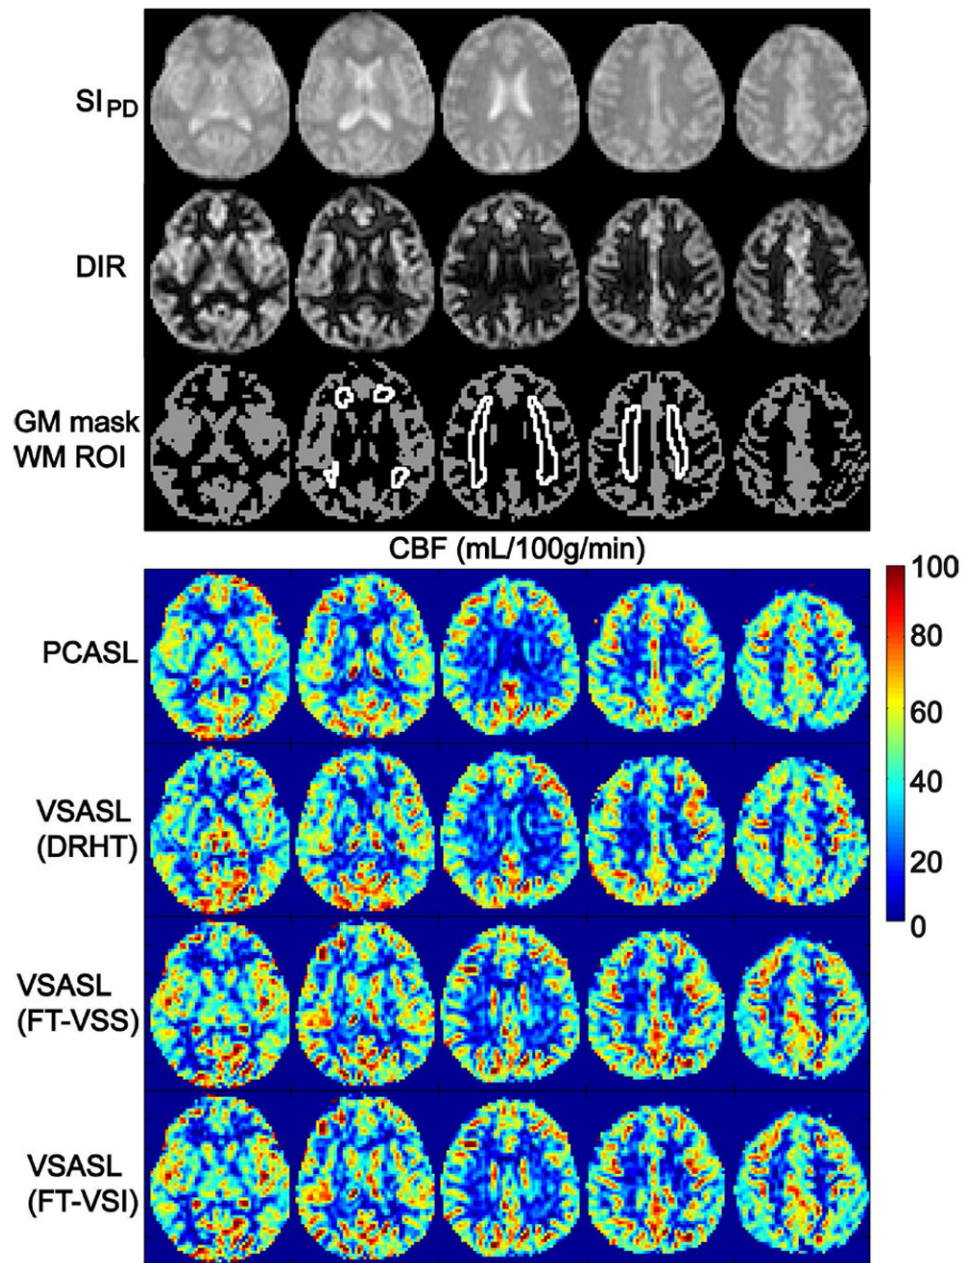 SI PD
DIR
GM mask
WM ROI
CBF (mL/100g/min)
100
80
60
40
20
0
PCASL
VSASL
(DRHT)
VSASL
(FT-VSS)
VSASL
(FT-VSI)